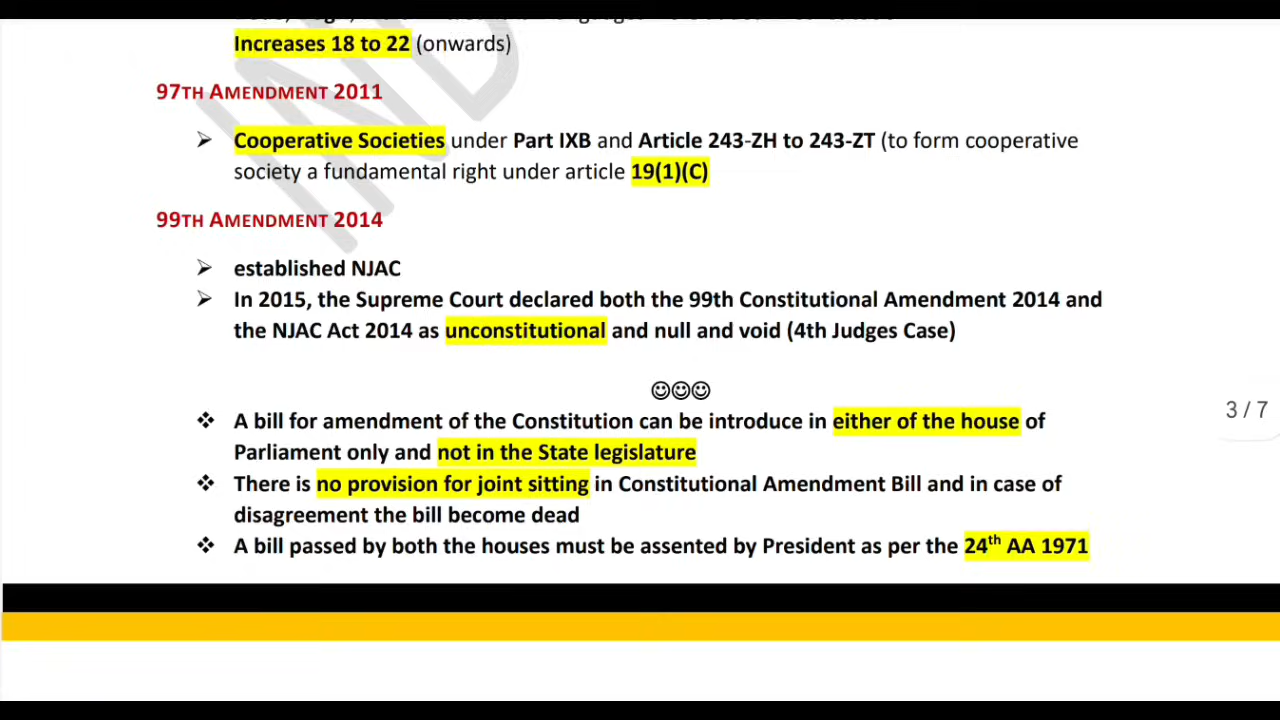 Increases 18 to 22 (onwards)
97TH AMENDMENT 2011
➢ Cooperative Societies under Part IXB and Article 243-ZH to 243-ZT (to form cooperative
society a fundamental right under article 19(1)(C)
99TH AMENDMENT 2014
➢ established NJAC
➢ In 2015, the Supreme Court declared both the 99th Constitutional Amendment 2014 and
the NJAC Act 2014 as unconstitutional and null and void (4th Judges Case)
☺☺☺
❖ A bill for amendment of the Constitution can be introduce in either of the house of
Parliament only and not in the State legislature
3 / 7
❖ There is no provision for joint sitting in Constitutional Amendment Bill and in case of
disagreement the bill become dead
❖ A bill passed by both the houses must be assented by President as per the 24th AA 1971